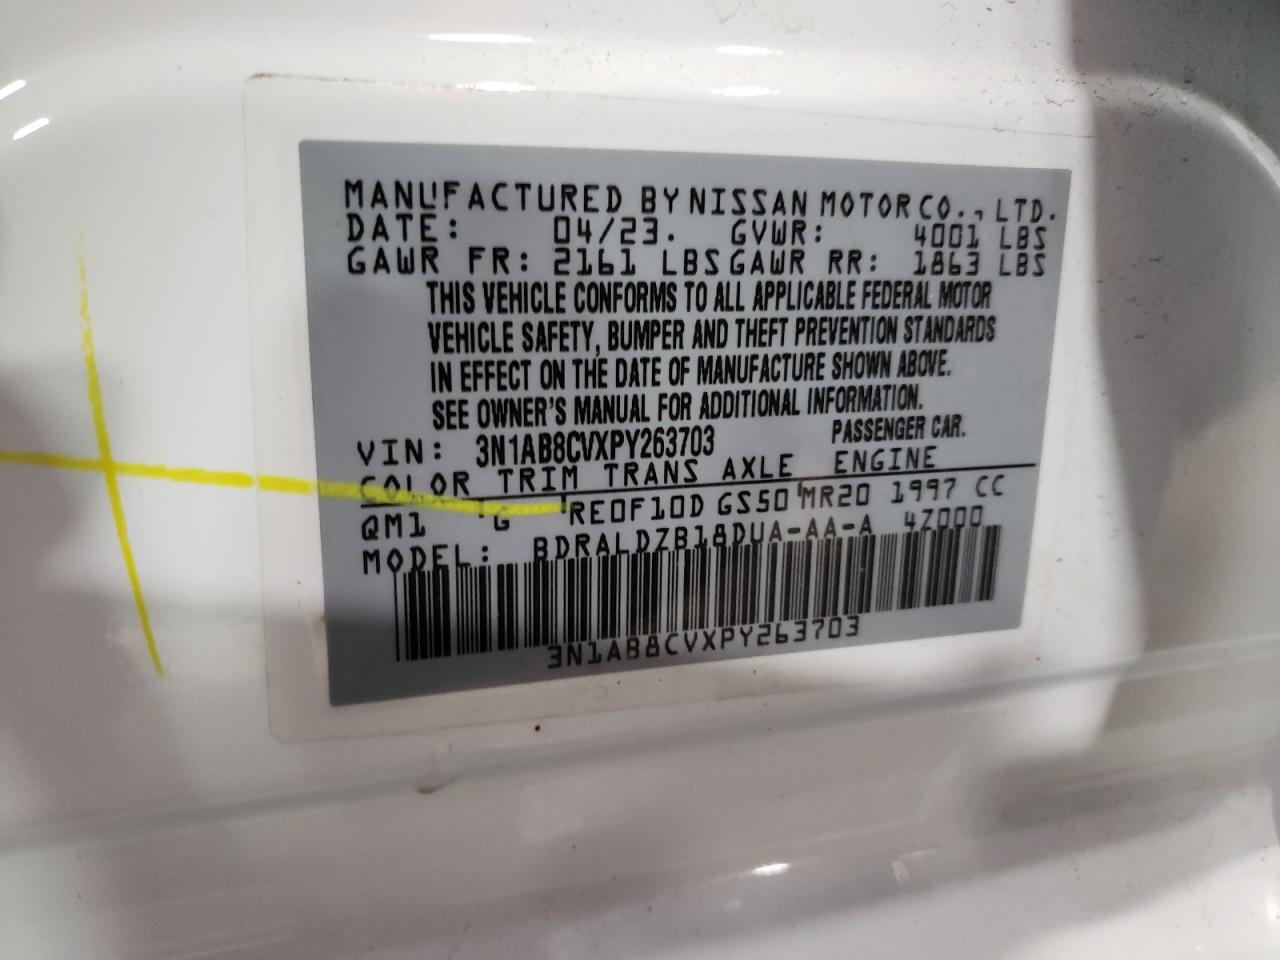 MANUFACTURED BY NISSAN MOTOR CO., LTD.
DATE: 04/23. GVWR: 4001 LBS
GAWR FR: 2161 LBS GAWR RR: 1863 LBS
THIS VEHICLE CONFORMS TO ALL APPLICABLE FEDERAL MOTOR
VEHICLE SAFETY, BUMPER AND THEFT PREVENTION STANDARDS
IN EFFECT ON THE DATE OF MANUFACTURE SHOWN ABOVE.
SEE OWNER'S MANUAL FOR ADDITIONAL INFORMATION.
VIN: 3N1AB8CVXPY263703 PASSENGER CAR.
COLOR TRIM TRANS AXLE ENGINE
QM1 G RE0F10D GS50 MR20 1997 CC
MODEL: BDRALDZB18DUA-AA-A 4Z000
3N1AB8CVXPY263703